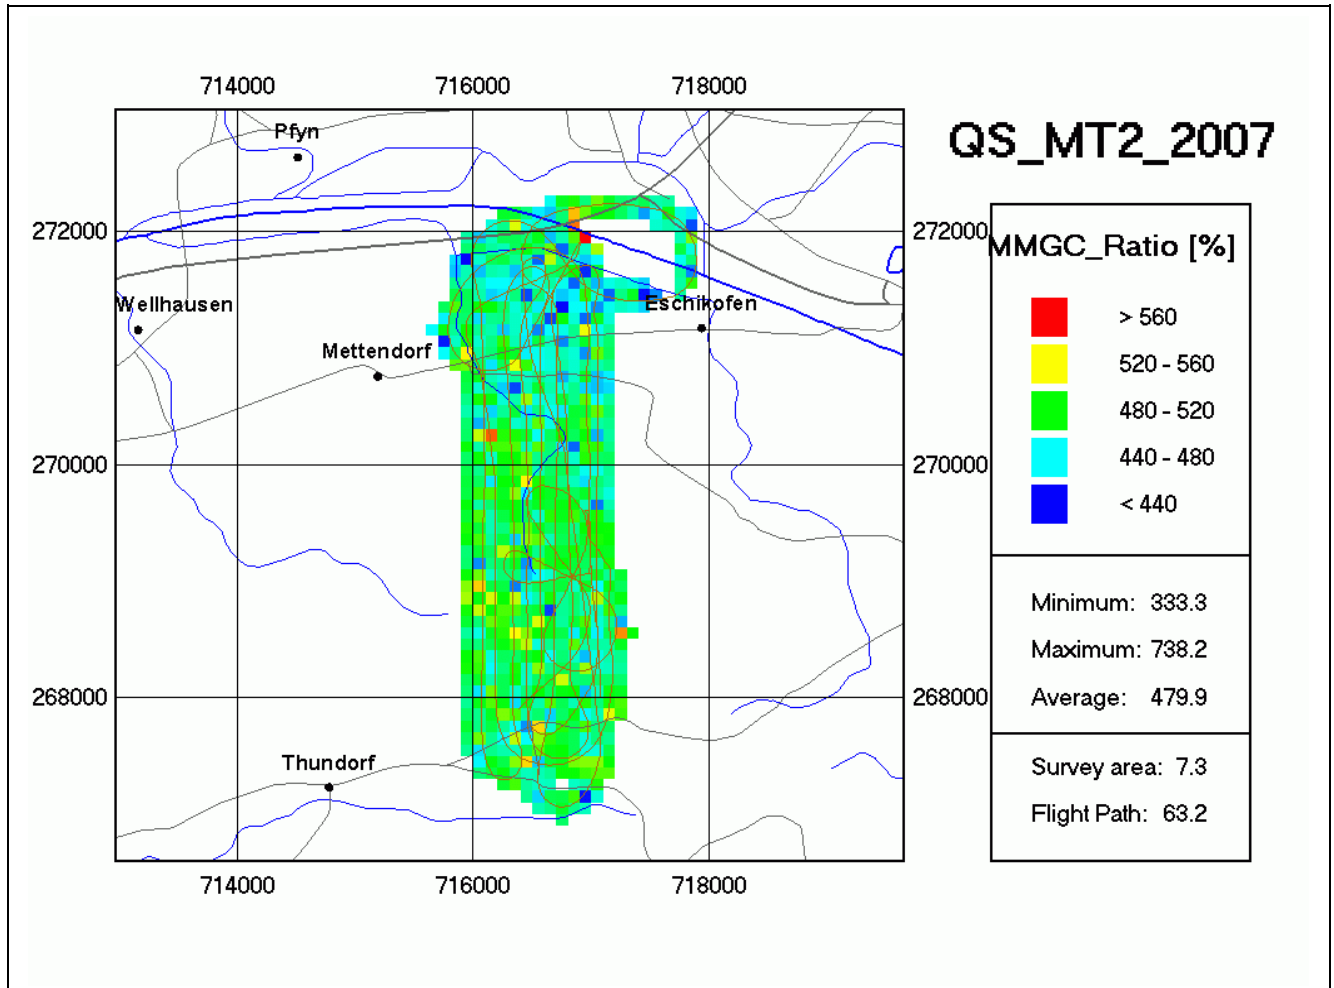 714000 716000 718000
QS_MT2_2007
Pfyn
272000 272000
MMGC_Ratio [%]
Wellhausen
Eschikofen
Mettendorf
> 560
520 - 560
480 - 520
440 - 480
< 440
270000 270000
Minimum: 333.3
Maximum: 738.2
Average: 479.9
268000 268000
Thundorf
Survey area: 7.3
Flight Path: 63.2
714000 716000 718000